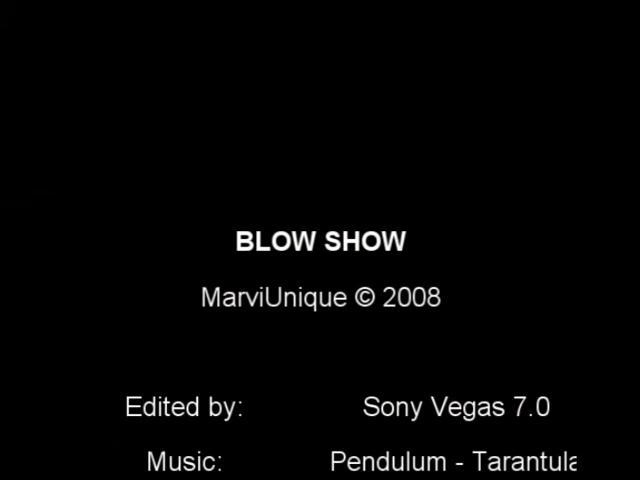 BLOW SHOW
MarviUnique © 2008
Edited by: Sony Vegas 7.0
Music: Pendulum - Tarantula